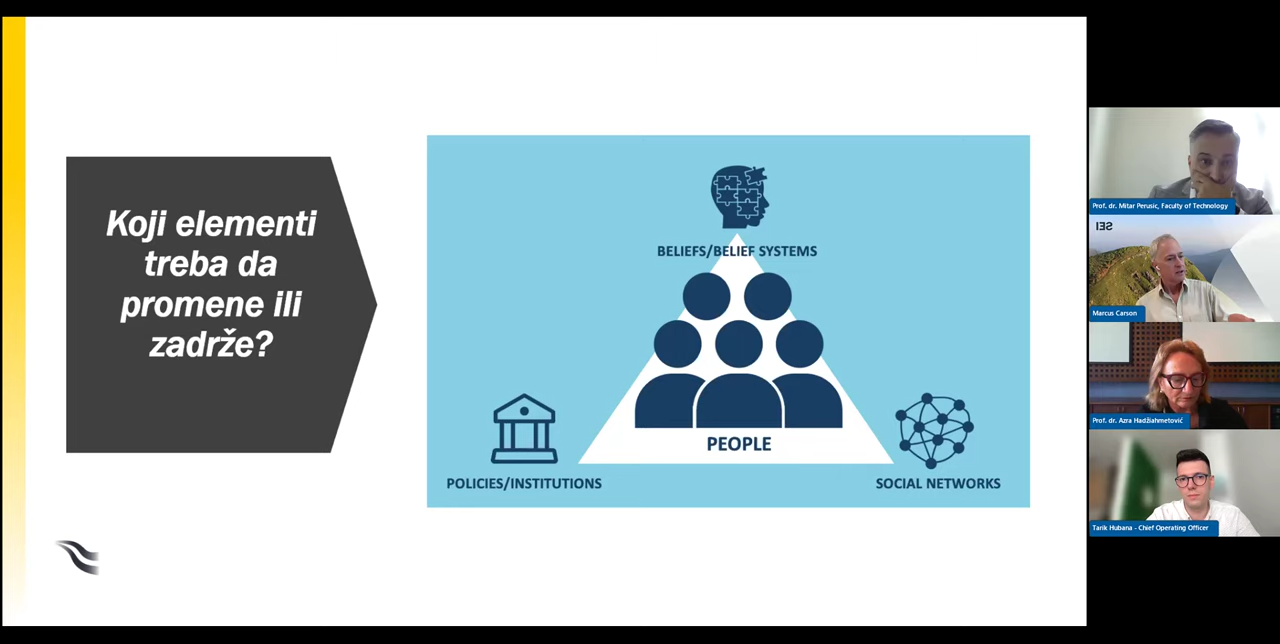 Koji elementi
treba da
promene ili
zadrže?
BELIEFS/BELIEF SYSTEMS
PEOPLE
POLICIES/INSTITUTIONS
SOCIAL NETWORKS
Prof. dr. Mitar Perusic, Faculty of Technology
SEI
Marcus Carson
Prof. dr. Azra Hadžiahmetović
Tarik Hubana - Chief Operating Officer